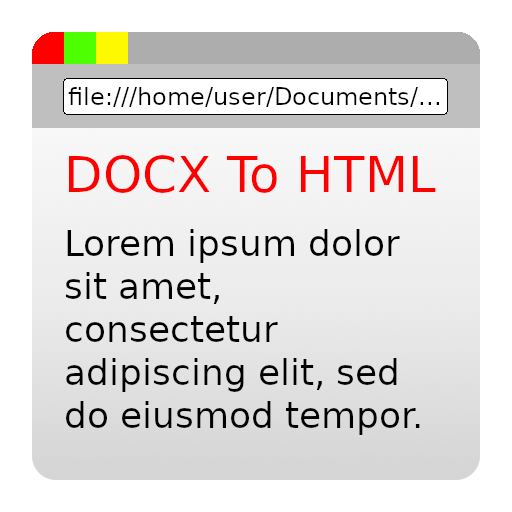 file:///home/user/Documents/...
DOCX To HTML
Lorem ipsum dolor
sit amet,
consectetur
adipiscing elit, sed
do eiusmod tempor.